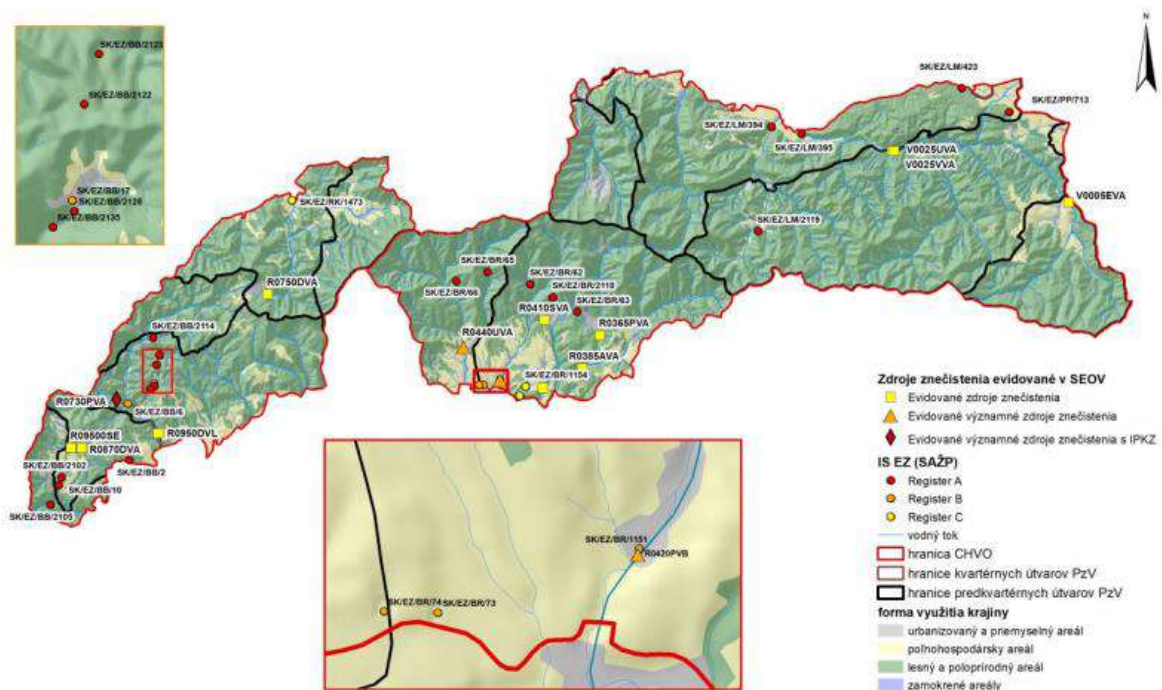 N
SK/EZ/BB/2123
SK/EZ/BB/2122
SK/EZ/BB/17
SK/EZ/BB/2128
SK/EZ/BB/2135
SK/EZ/LM/423
SK/EZ/PP/713
SK/EZ/LM/394
SK/EZ/LM/395
V0025UVA
V0025VVA
V0005EVA
SK/EZ/RK/1473
SK/EZ/LM/2119
SK/EZ/BR/65
SK/EZ/BR/66
SK/EZ/BR/62
SK/EZ/BR/2110
SK/EZ/BR/63
R0750DVA
R0410SVA
R0440UVA
R0365PVA
SK/EZ/BB/2114
R0385AVA
SK/EZ/BR/1154
R0730PVA
SK/EZ/BB/6
R0950DVL
R09500SE
R0870DVA
SK/EZ/BB/2102
SK/EZ/BB/2
SK/EZ/BB/10
SK/EZ/BB/2105
SK/EZ/BR/1151
R0420PVB
SK/EZ/BR/74
SK/EZ/BR/73
Zdroje znečistenia evidované v SEOV
Evidované zdroje znečistenia
Evidované významné zdroje znečistenia
Evidované významné zdroje znečistenia s IPKZ
IS EZ (SAŽP)
Register A
Register B
Register C
vodný tok
hranica CHVO
hranice kvartérnych útvarov PzV
hranice predkvartérnych útvarov PzV
forma využitia krajiny
urbanizovaný a priemyselný areál
poľnohospodársky areál
lesný a poloprírodný areál
zamokrené areály